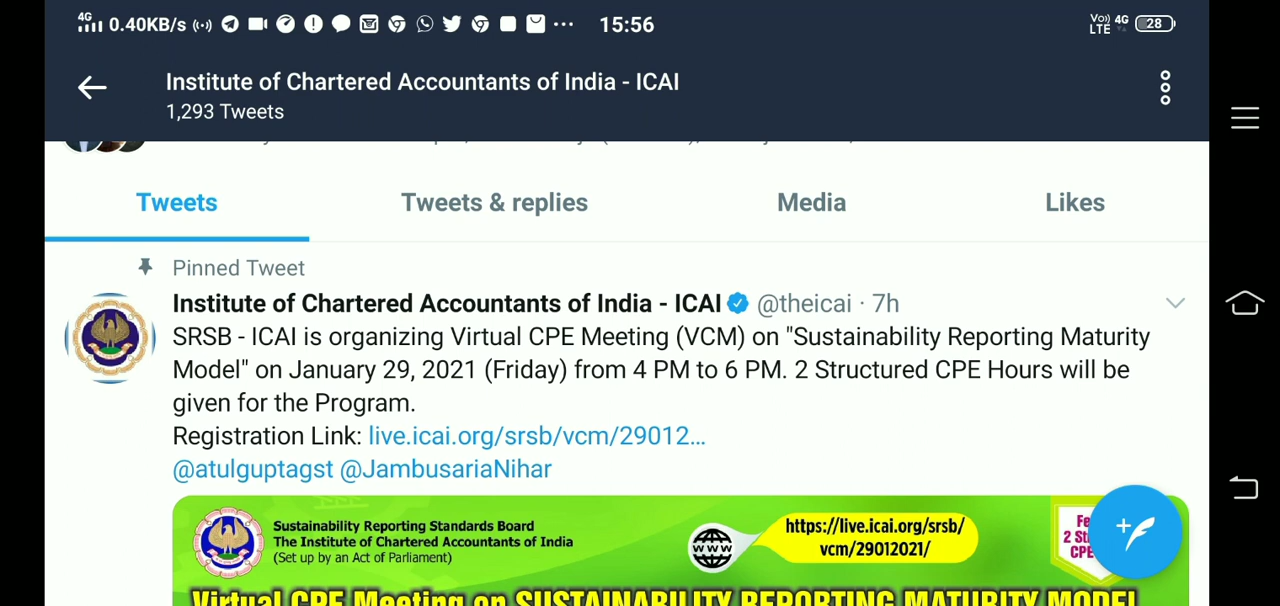 4G 0.40KB/s 15:56 Vo) LTE 4G 28
Institute of Chartered Accountants of India - ICAI
1,293 Tweets
Tweets Tweets & replies Media Likes
Pinned Tweet
Institute of Chartered Accountants of India - ICAI @theicai · 7h
SRSB - ICAI is organizing Virtual CPE Meeting (VCM) on "Sustainability Reporting Maturity
Model" on January 29, 2021 (Friday) from 4 PM to 6 PM. 2 Structured CPE Hours will be
given for the Program.
Registration Link: live.icai.org/srsb/vcm/29012...
@atulguptagst @JambusariaNihar
Sustainability Reporting Standards Board
The Institute of Chartered Accountants of India
(Set up by an Act of Parliament)
www
https://live.icai.org/srsb/
vcm/29012021/
Fe
2 St
CPE
Virtual CPE Meeting on SUSTAINABILITY REPORTING MATURITY MODEL